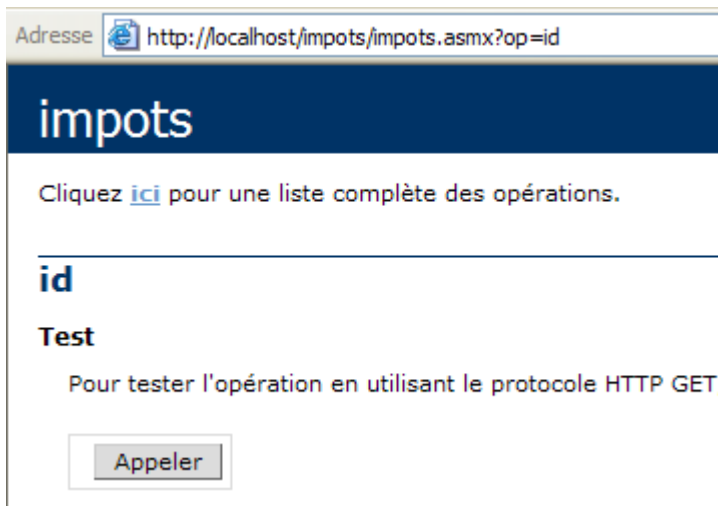 Adresse http://localhost/impots/impots.asmx?op=id
impots
Cliquez ici pour une liste complète des opérations.
id
Test
Pour tester l'opération en utilisant le protocole HTTP GET
Appeler